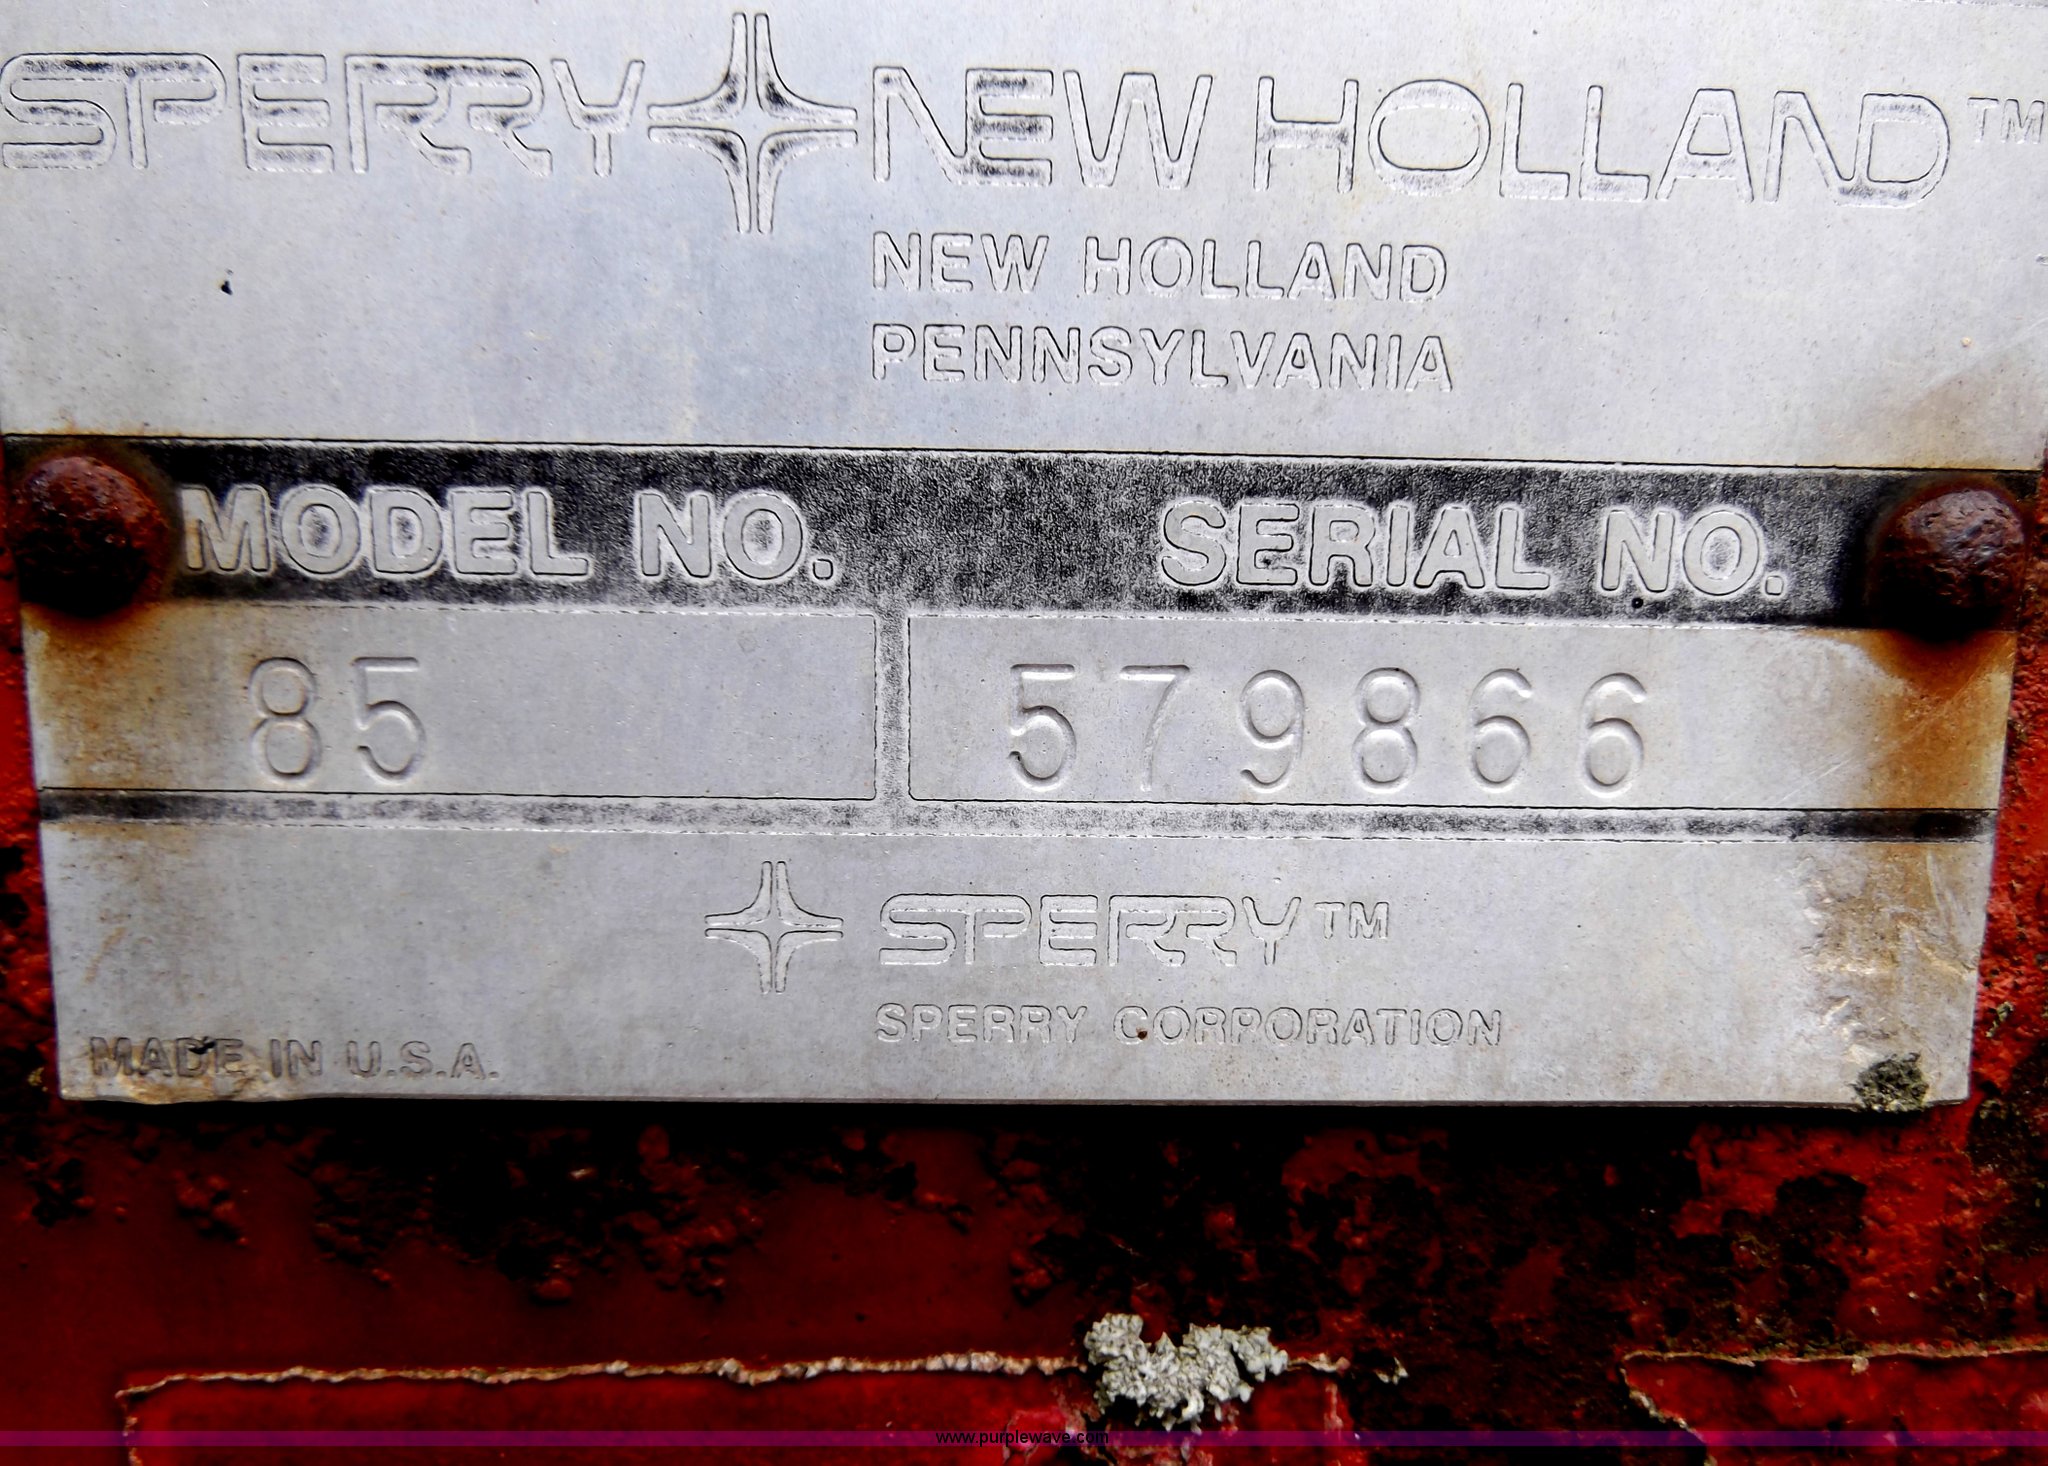 SPERRY NEW HOLLAND™
NEW HOLLAND
PENNSYLVANIA
MODEL NO. SERIAL NO.
85 579866
SPERRY™
SPERRY CORPORATION
MADE IN U.S.A.
www.purplewave.com